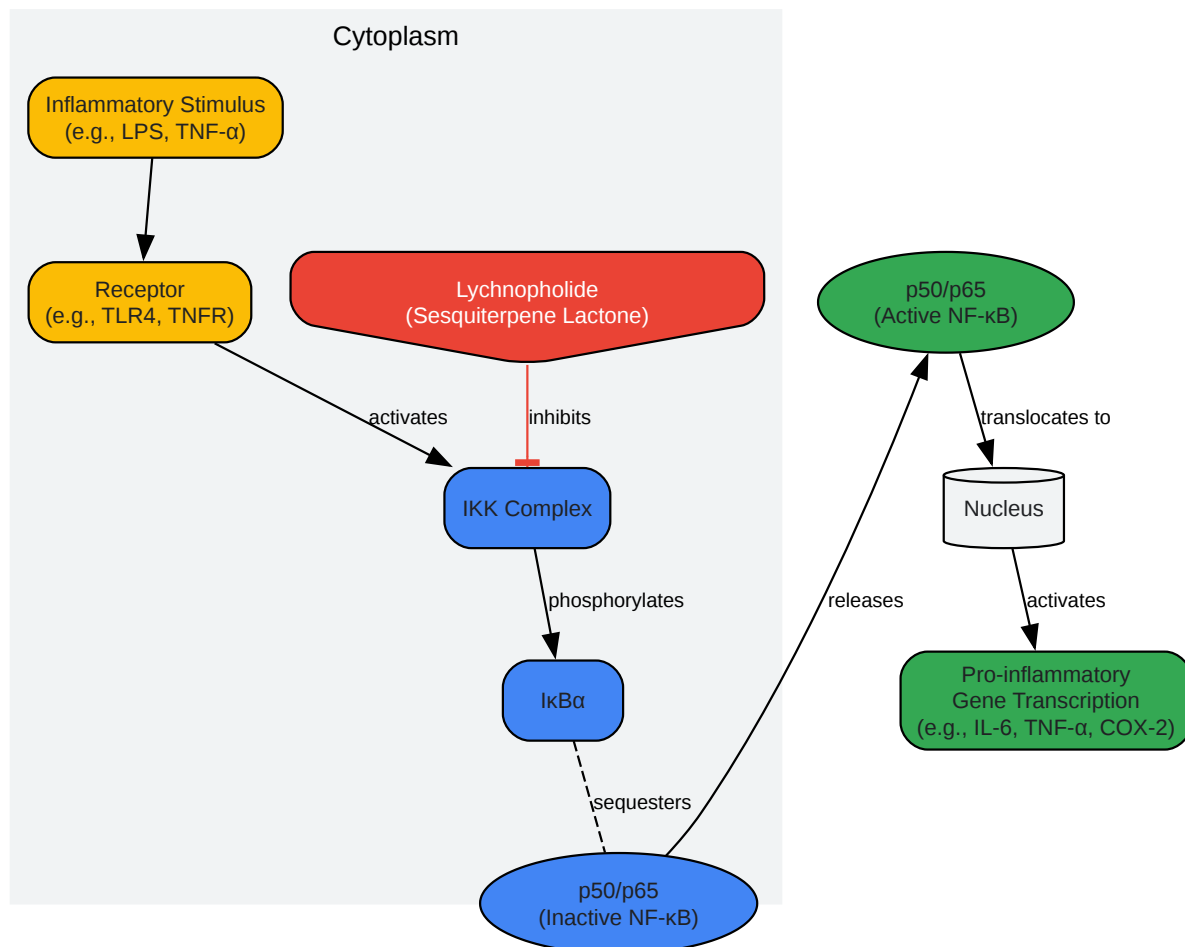 Cytoplasm
Inflammatory Stimulus
(e.g., LPS, TNF-α)
Receptor
(e.g., TLR4, TNFR)
Lychnopholide
(Sesquiterpene Lactone)
p50/p65
(Active NF-κB)
activates
inhibits
translocates to
IKK Complex
Nucleus
phosphorylates
releases
activates
IκBα
Pro-inflammatory
Gene Transcription
(e.g., IL-6, TNF-α, COX-2)
sequesters
p50/p65
(Inactive NF-κB)